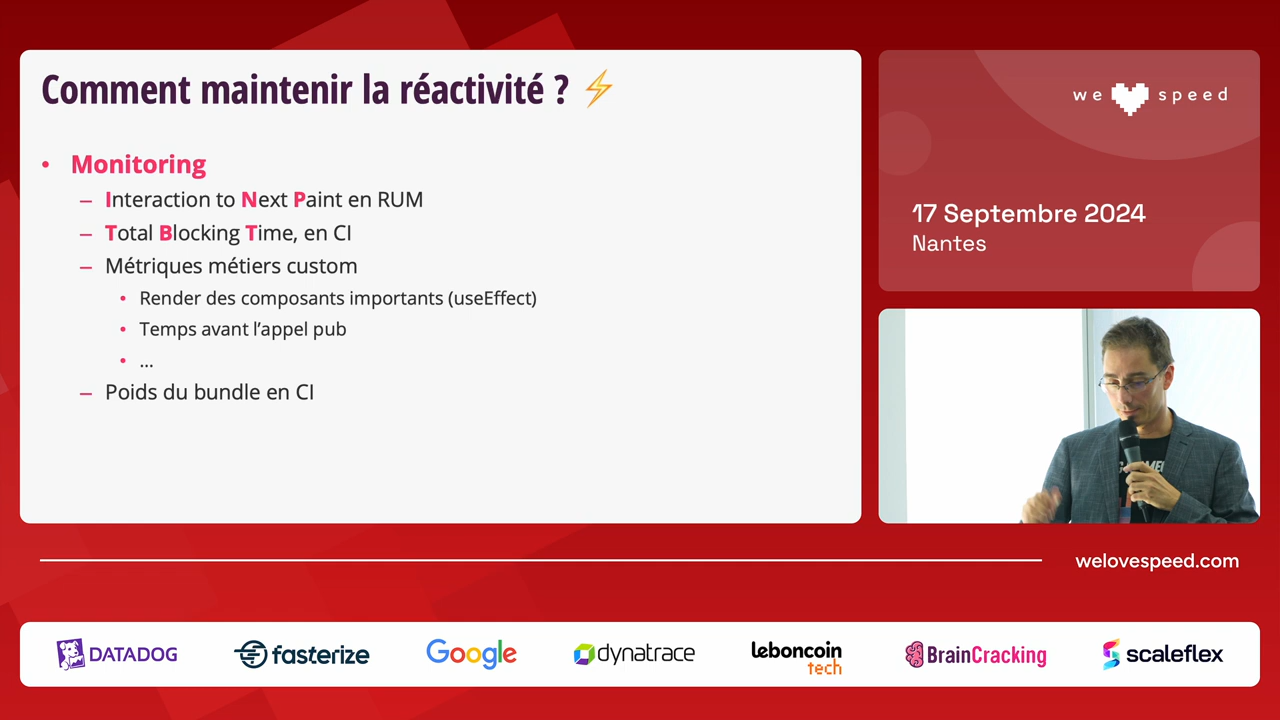 Comment maintenir la réactivité ? ⚡
• Monitoring
– Interaction to Next Paint en RUM
– Total Blocking Time, en CI
– Métriques métiers custom
• Render des composants importants (useEffect)
• Temps avant l’appel pub
• ...
– Poids du bundle en CI
we speed
17 Septembre 2024
Nantes
welovespeed.com
DATADOG
fasterize
Google
dynatrace
leboncoin
tech
BrainCracking
scaleflex